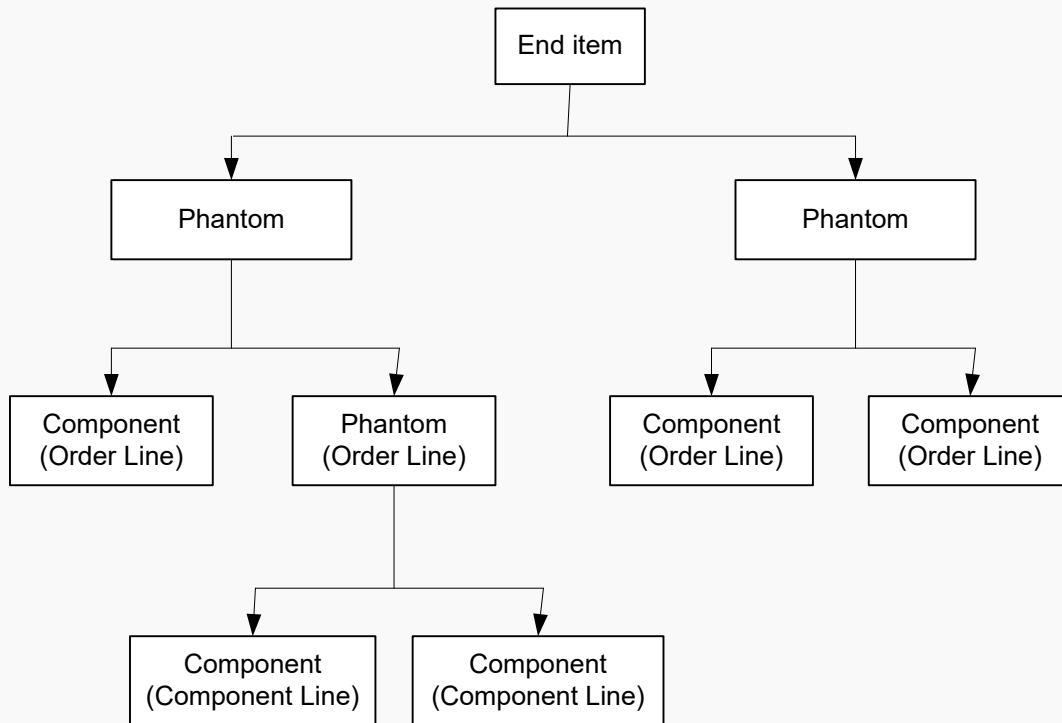 End item
Phantom
Phantom
Component
(Order Line)
Phantom
(Order Line)
Component
(Order Line)
Component
(Order Line)
Component
(Component Line)
Component
(Component Line)